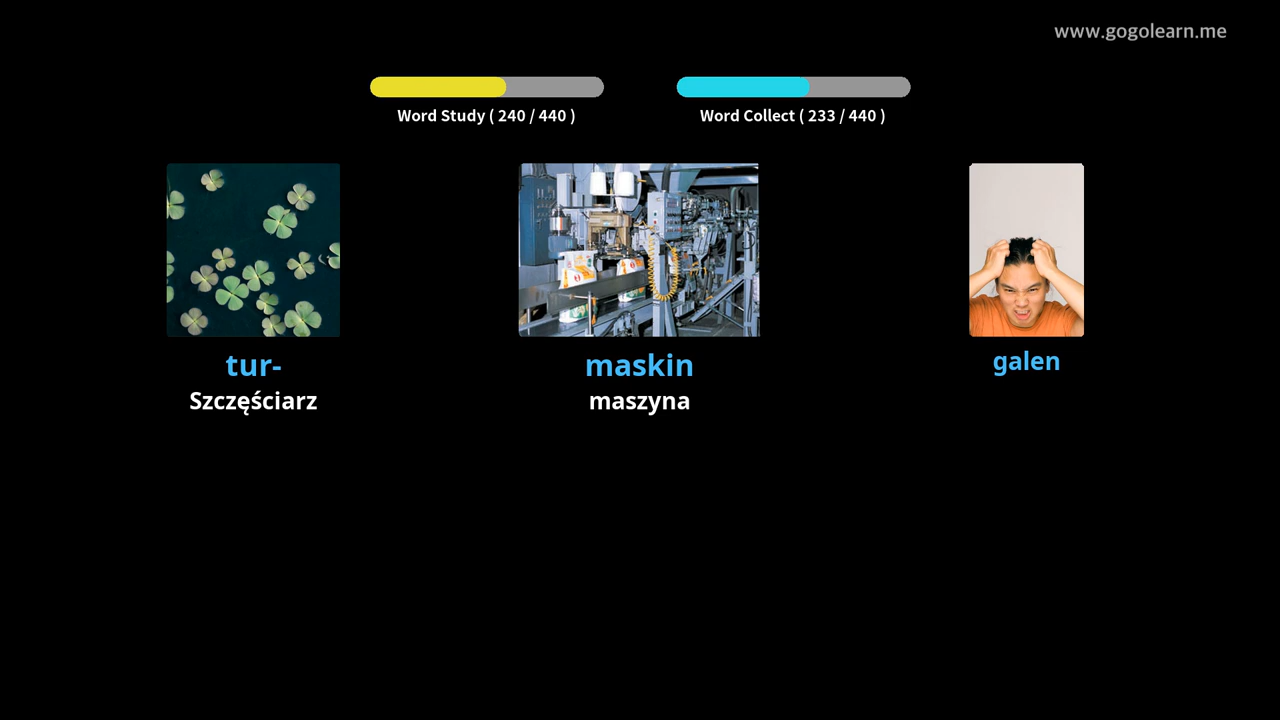 www.gogolearn.me
Word Study ( 240 / 440 )
Word Collect ( 233 / 440 )
tur-
Szczęściarz
maskin
maszyna
galen